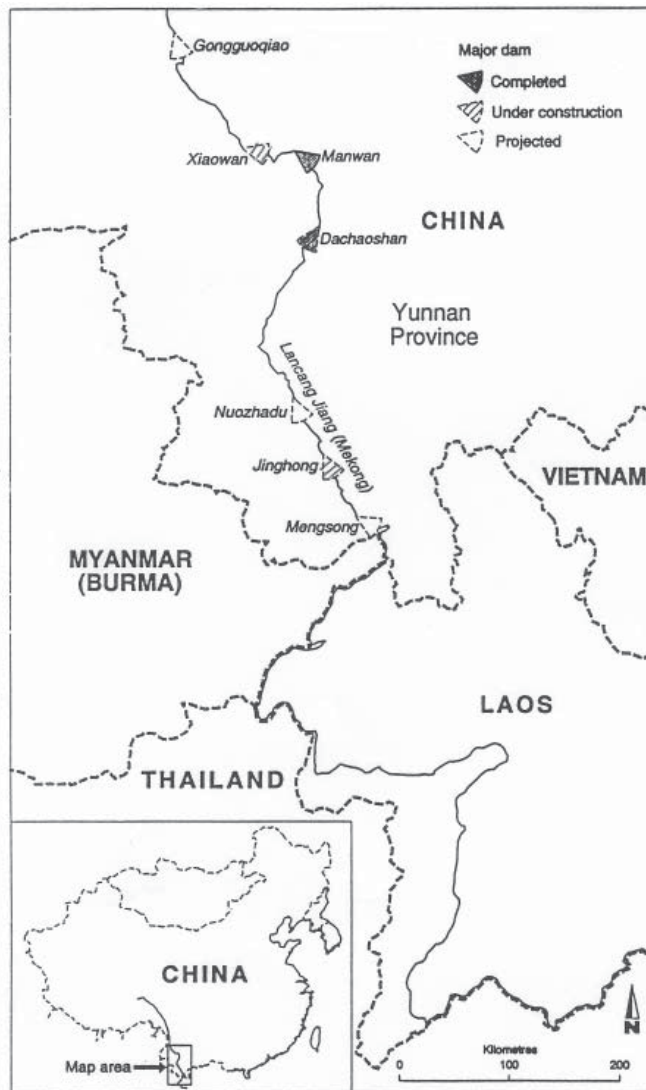 Gongguoqiao
Major dam
Completed
Under construction
Projected
Xiaowan
Manwan
CHINA
Dachaoshan
Yunnan
Province
Lancang Jiang (Mekong)
Nuozhadu
Jinghong
VIETNAM
Mengsong
MYANMAR
(BURMA)
LAOS
THAILAND
CHINA
Map area
N
Kilometres
0 100 200